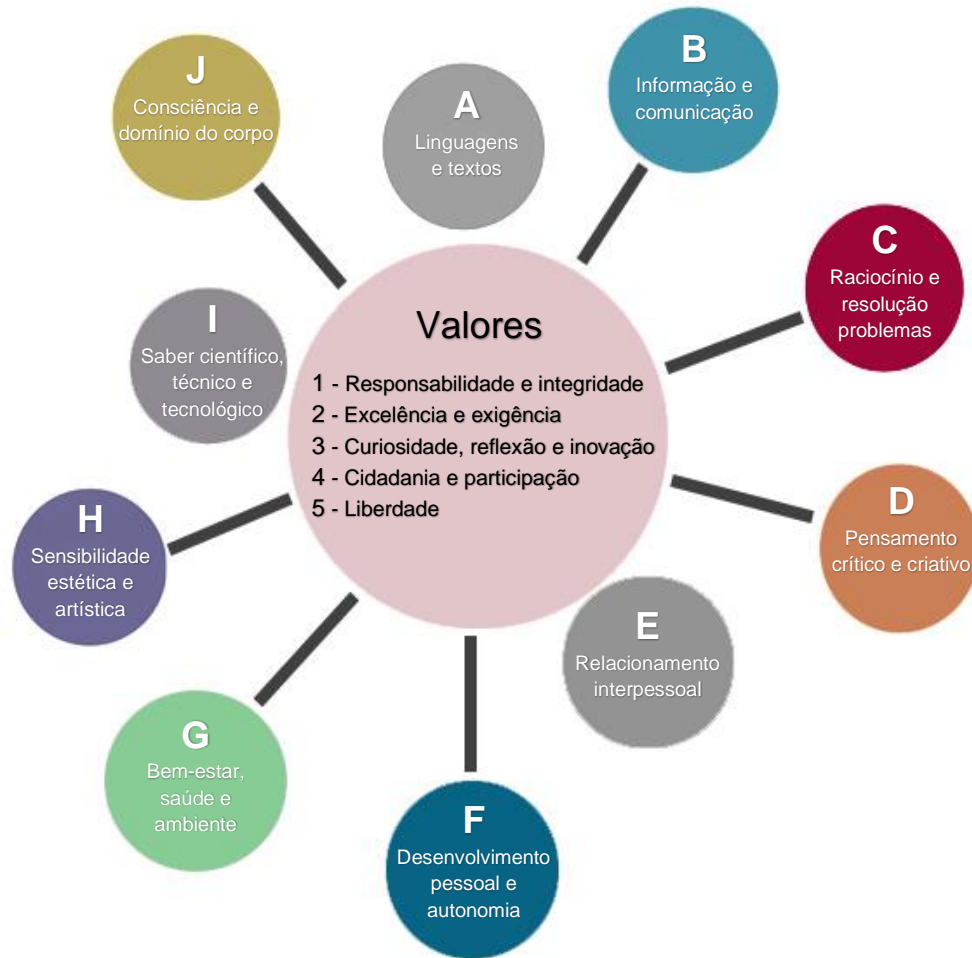 J
Consciência e
domínio do corpo
A
Linguagens
e textos
B
Informação e
comunicação
C
Raciocínio e
resolução
problemas
I
Saber científico,
técnico e
tecnológico
Valores
1 - Responsabilidade e integridade
2 - Excelência e exigência
3 - Curiosidade, reflexão e inovação
4 - Cidadania e participação
5 - Liberdade
D
Pensamento
crítico e criativo
H
Sensibilidade
estética e
artística
E
Relacionamento
interpessoal
G
Bem-estar,
saúde e
ambiente
F
Desenvolvimento
pessoal e
autonomia